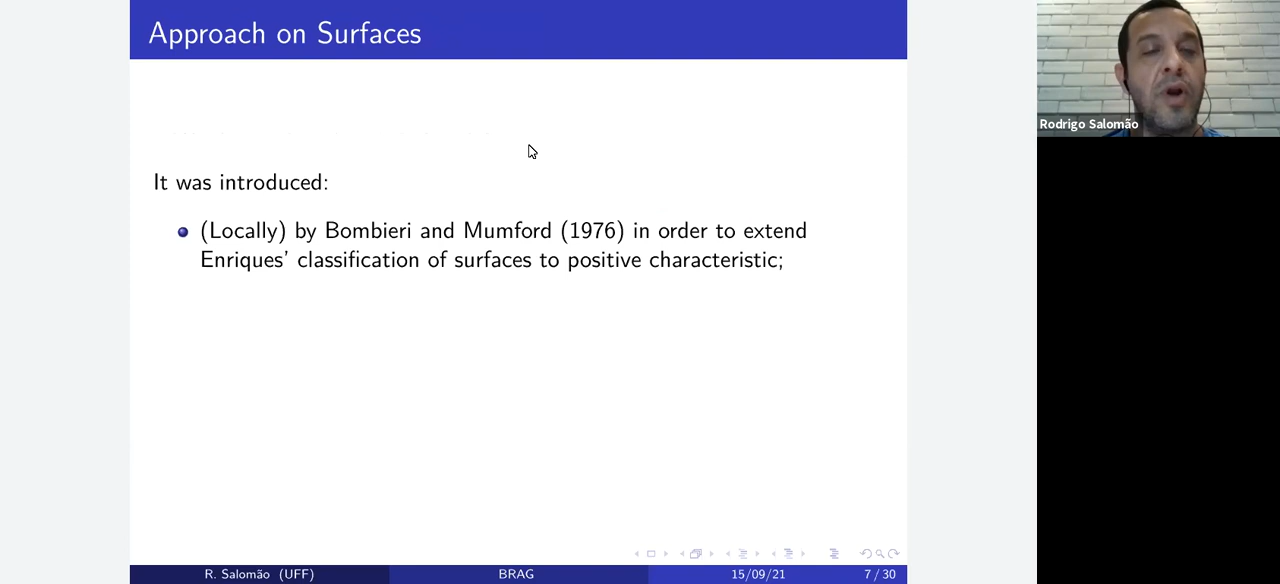 Approach on Surfaces
Rodrigo Salomão
It was introduced:
(Locally) by Bombieri and Mumford (1976) in order to extend
Enriques' classification of surfaces to positive characteristic;
R. Salomão (UFF) BRAG 15/09/21 7 / 30